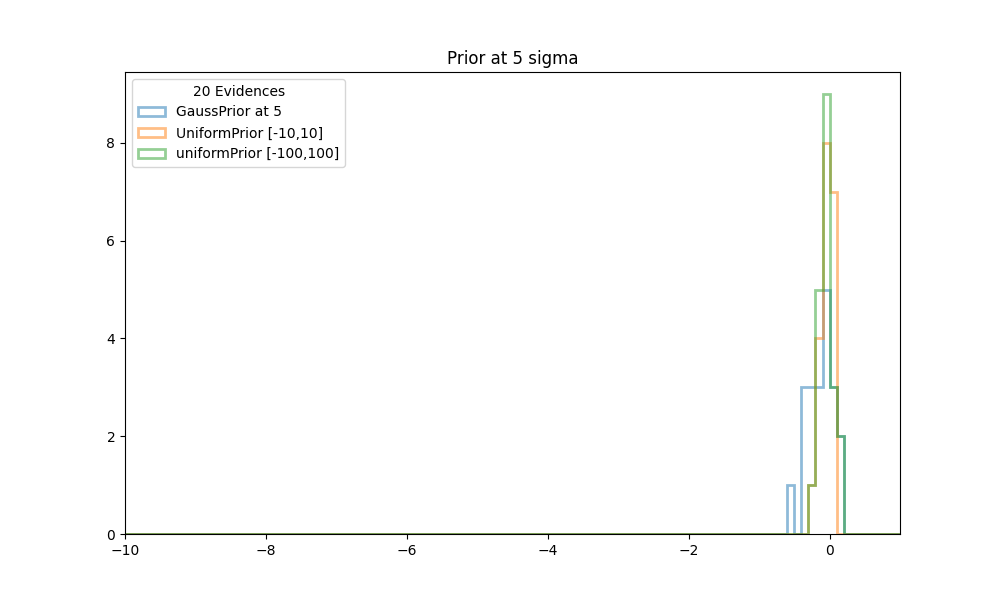 Prior at 5 sigma
20 Evidences
GaussPrior at 5
UniformPrior [-10,10]
uniformPrior [-100,100]
8
6
4
2
0
−10 −8 −6 −4 −2 0